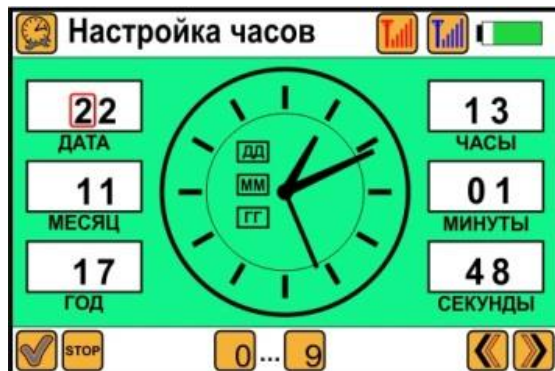 Настройка часов
22
ДАТА
11
МЕСЯЦ
17
ГОД
ДД
ММ
ГГ
13
ЧАСЫ
01
МИНУТЫ
48
СЕКУНДЫ
STOP
0...9